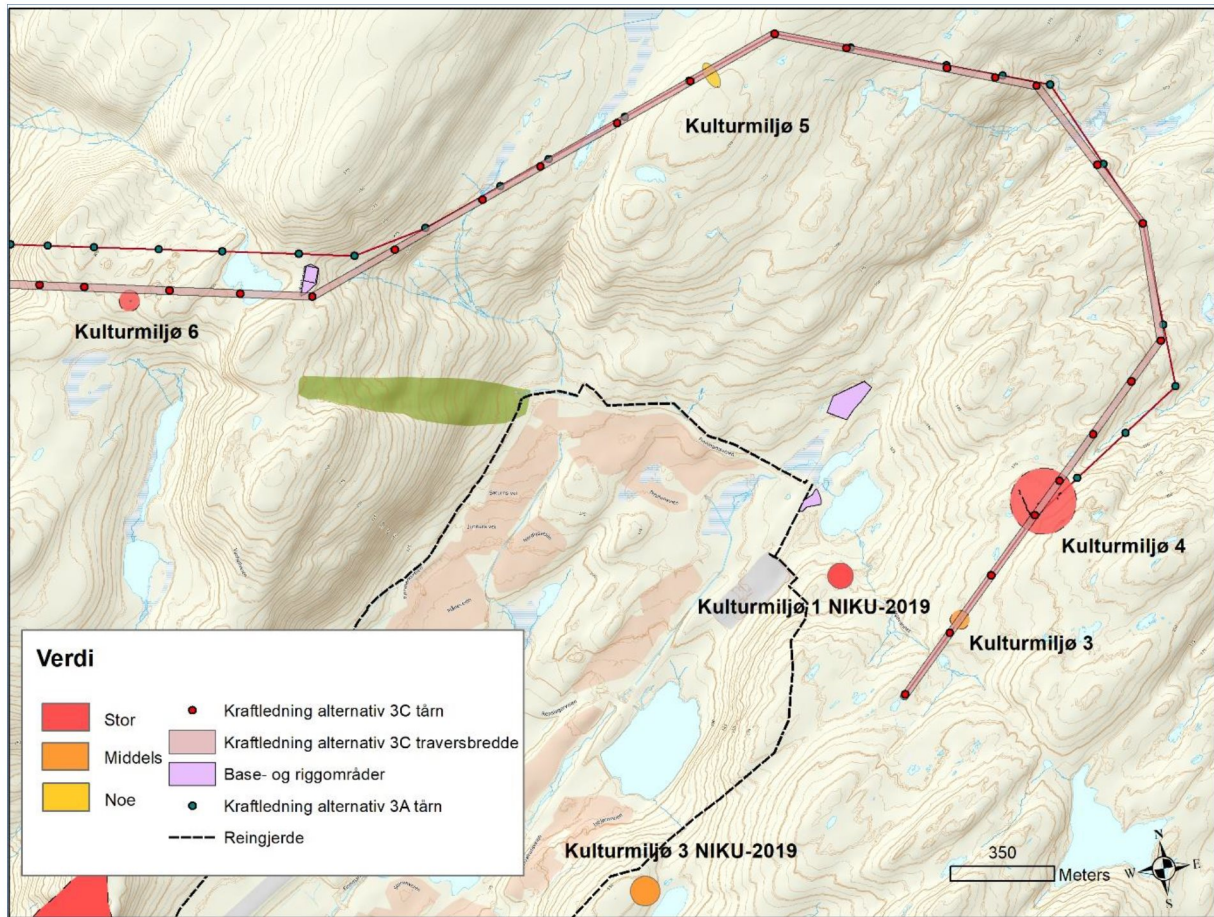 Kulturmiljø 5
Kulturmiljø 6
Kulturmiljø 4
Kulturmiljø 1 NIKU-2019
Kulturmiljø 3
Kulturmiljø 3 NIKU-2019
Verdi
Stor
Middels
Noe
Kraftledning alternativ 3C tårn
Kraftledning alternativ 3C traversbredde
Base- og riggområder
Kraftledning alternativ 3A tårn
Reingjerde
350
Meters
N
W
E
S